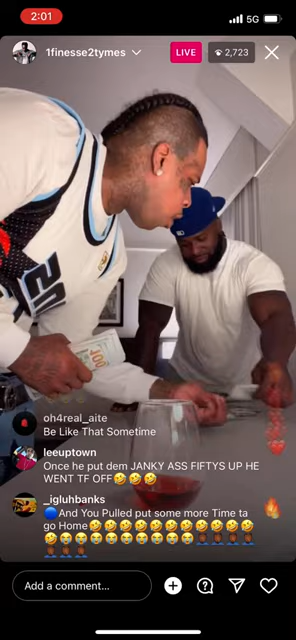 2:01
5G
1finesse2tymes
LIVE
2,723
100
oh4real_aite
Be Like That Sometime
leeuptown
Once he put dem JANKY ASS FIFTYS UP HE
WENT TF OFF🤣🤣🤣
_igluhbanks
🔵And You Pulled put some more Time ta
go Home🤣🤣🤣🤣🤣🤣🤣🤣🤣🤣🤣
🤣😭😭😭😭😭😭😭😭😭🤦🏾‍♂️🤦🏾‍♂️🤦🏾‍♂️🤦🏾‍♂️
🤦🏾‍♂️🤦🏾‍♂️🤦🏾‍♂️
Add a comment...